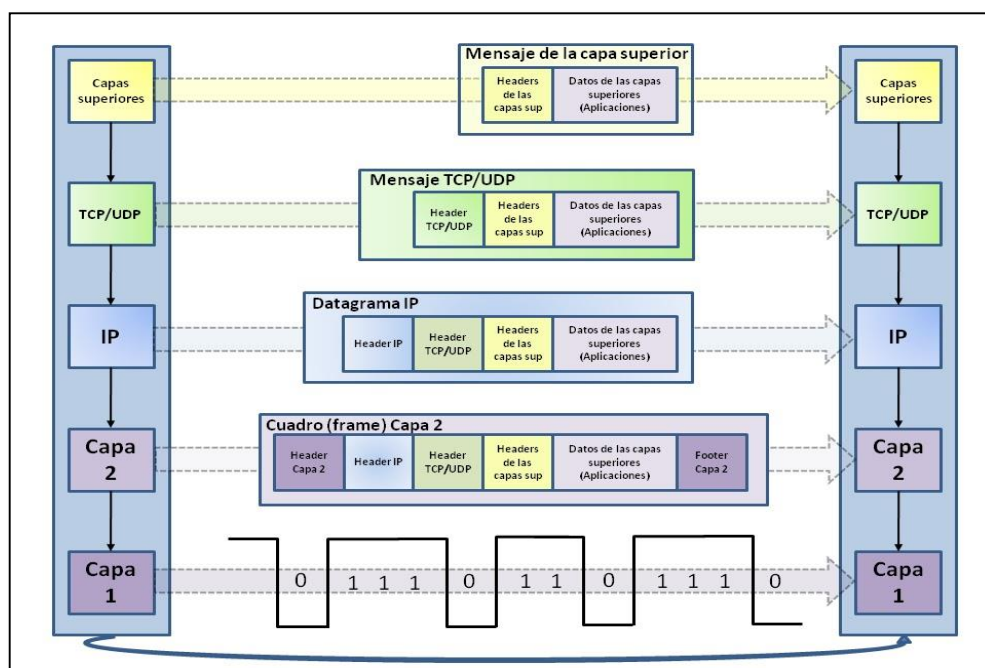 Mensaje de la capa superior
Capas
superiores
Headers
de las
capas sup
Datos de las capas
superiores
(Aplicaciones)
Capas
superiores
Mensaje TCP/UDP
TCP/UDP
Header
TCP/UDP
Headers
de las
capas sup
Datos de las capas
superiores
(Aplicaciones)
TCP/UDP
Datagrama IP
IP
Header IP
Header
TCP/UDP
Headers
de las
capas sup
Datos de las capas
superiores
(Aplicaciones)
IP
Cuadro (frame) Capa 2
Capa
2
Header
Capa 2
Header IP
Header
TCP/UDP
Headers
de las
capas sup
Datos de las capas
superiores
(Aplicaciones)
Footer
Capa 2
Capa
2
Capa
1
0 1 1 1 0 1 1 0 1 1 1 0
Capa
1